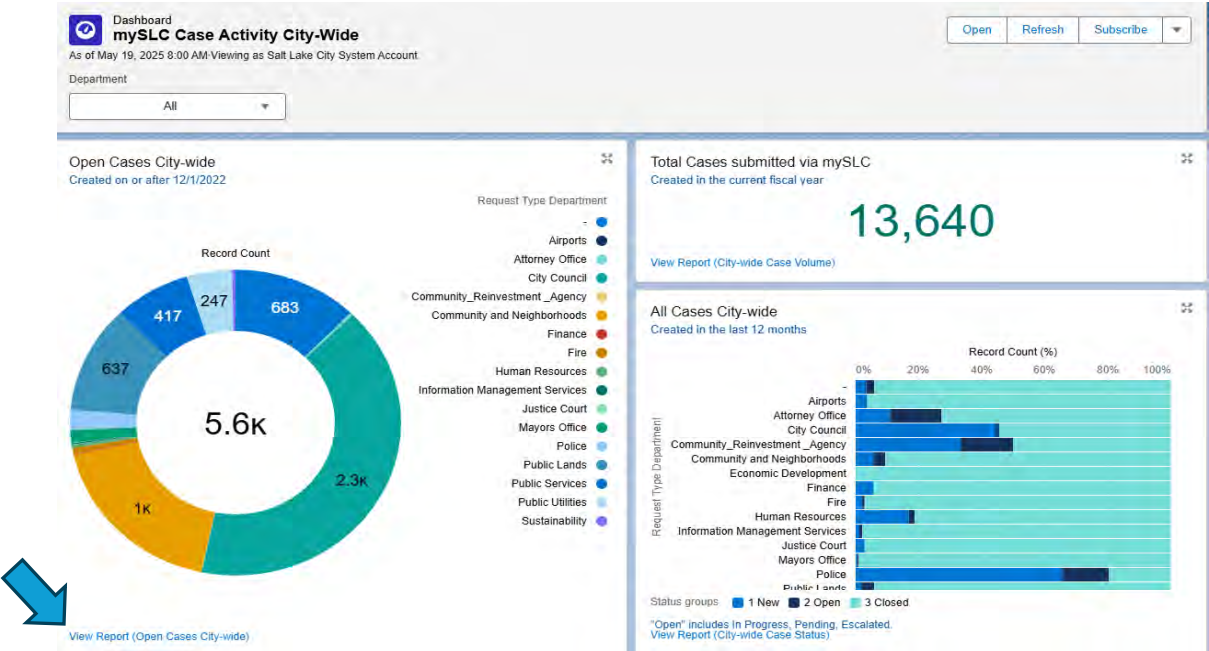 Dashboard
mySLC Case Activity City-Wide
As of May 19, 2025 8:00 AM·Viewing as Salt Lake City System Account
Open Refresh Subscribe
Department
All
Open Cases City-wide
Created on or after 12/1/2022
Request Type Department
-
Airports
Attorney Office
City Council
Community_Reinvestment _Agency
Community and Neighborhoods
Finance
Fire
Human Resources
Information Management Services
Justice Court
Mayors Office
Police
Public Lands
Public Services
Public Utilities
Sustainability
Record Count
247
683
417
637
5.6K
2.3K
1K
View Report (Open Cases City-wide)
Total Cases submitted via mySLC
Created in the current fiscal year
13,640
View Report (City-wide Case Volume)
All Cases City-wide
Created in the last 12 months
Record Count (%)
0% 20% 40% 60% 80% 100%
Request Type Department
-
Airports
Attorney Office
City Council
Community_Reinvestment _Agency
Community and Neighborhoods
Economic Development
Finance
Fire
Human Resources
Information Management Services
Justice Court
Mayors Office
Police
Public Lands
Status groups 1 New 2 Open 3 Closed
"Open" includes In Progress, Pending, Escalated.
View Report (City-wide Case Status)